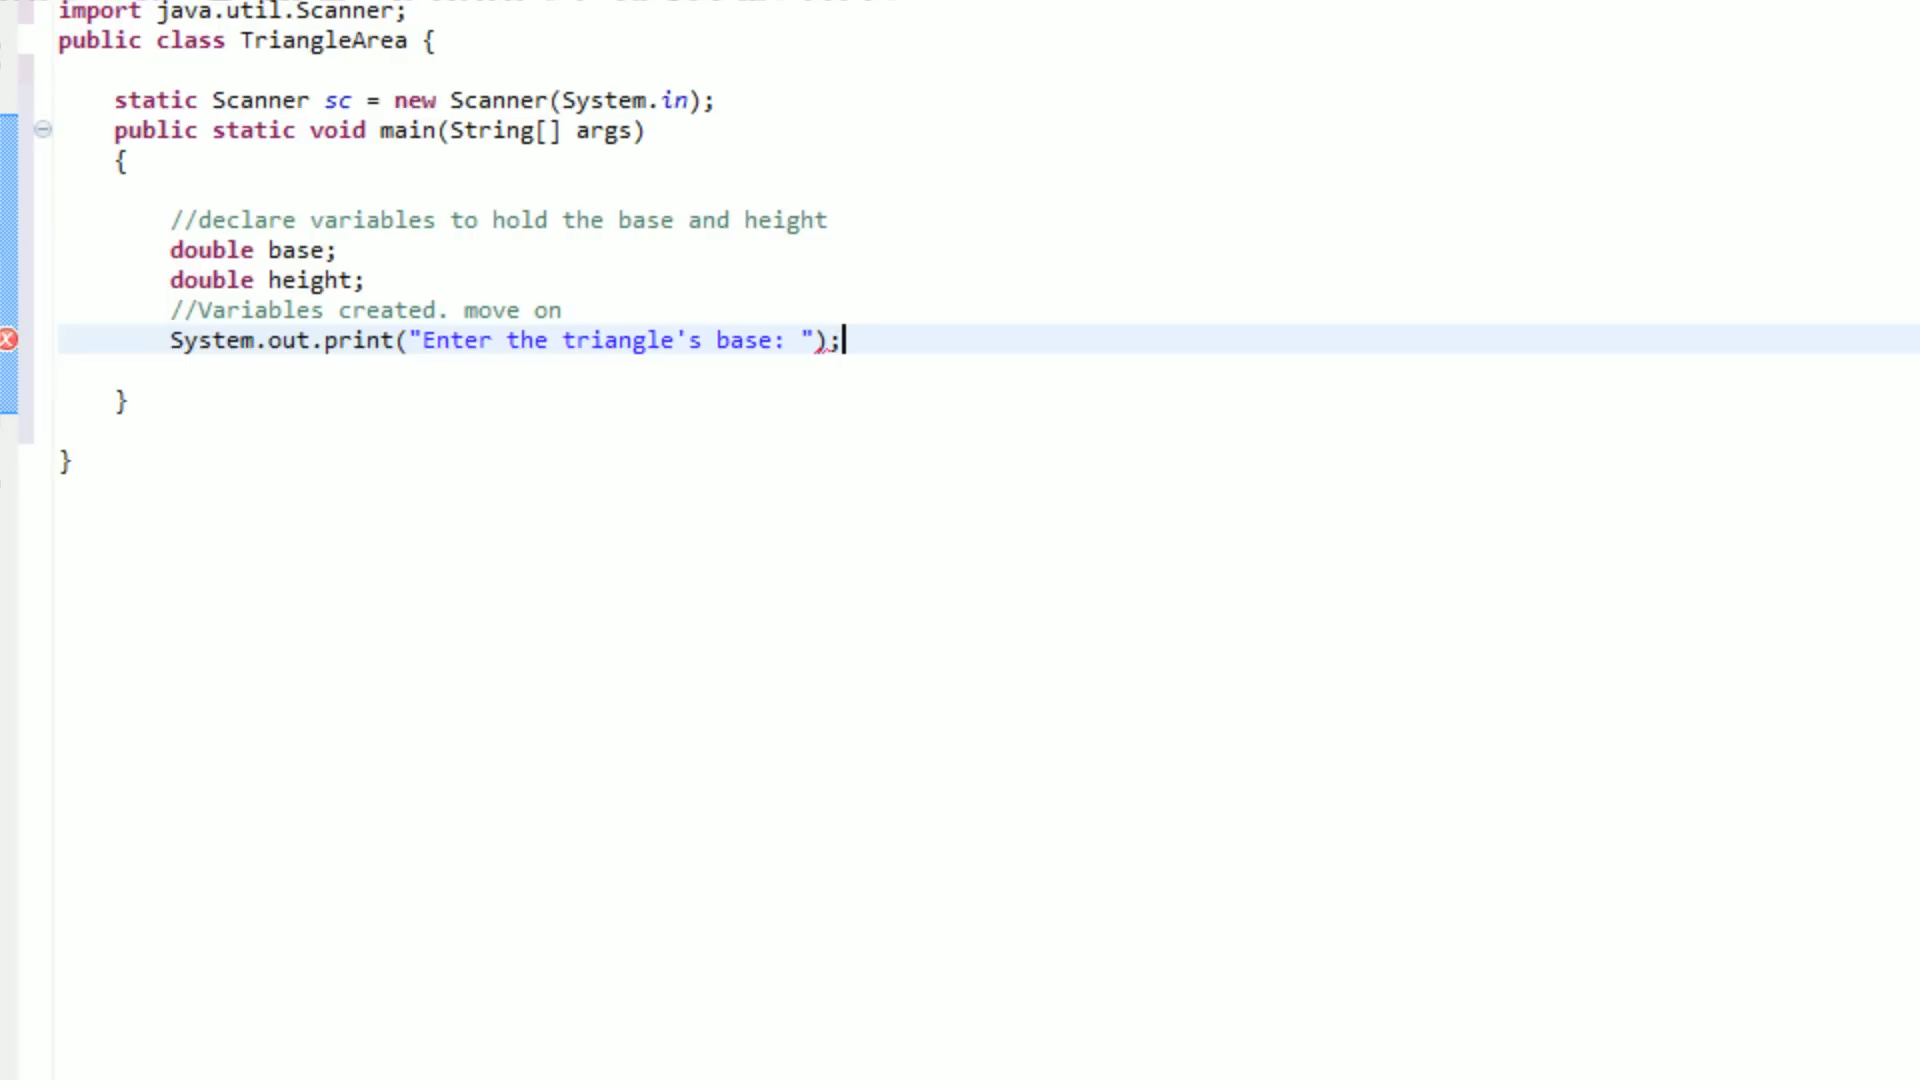 import java.util.Scanner;
public class TriangleArea {
static Scanner sc = new Scanner(System.in);
public static void main(String[] args)
{
//declare variables to hold the base and height
double base;
double height;
//Variables created. move on
System.out.print("Enter the triangle's base: ");
}
}